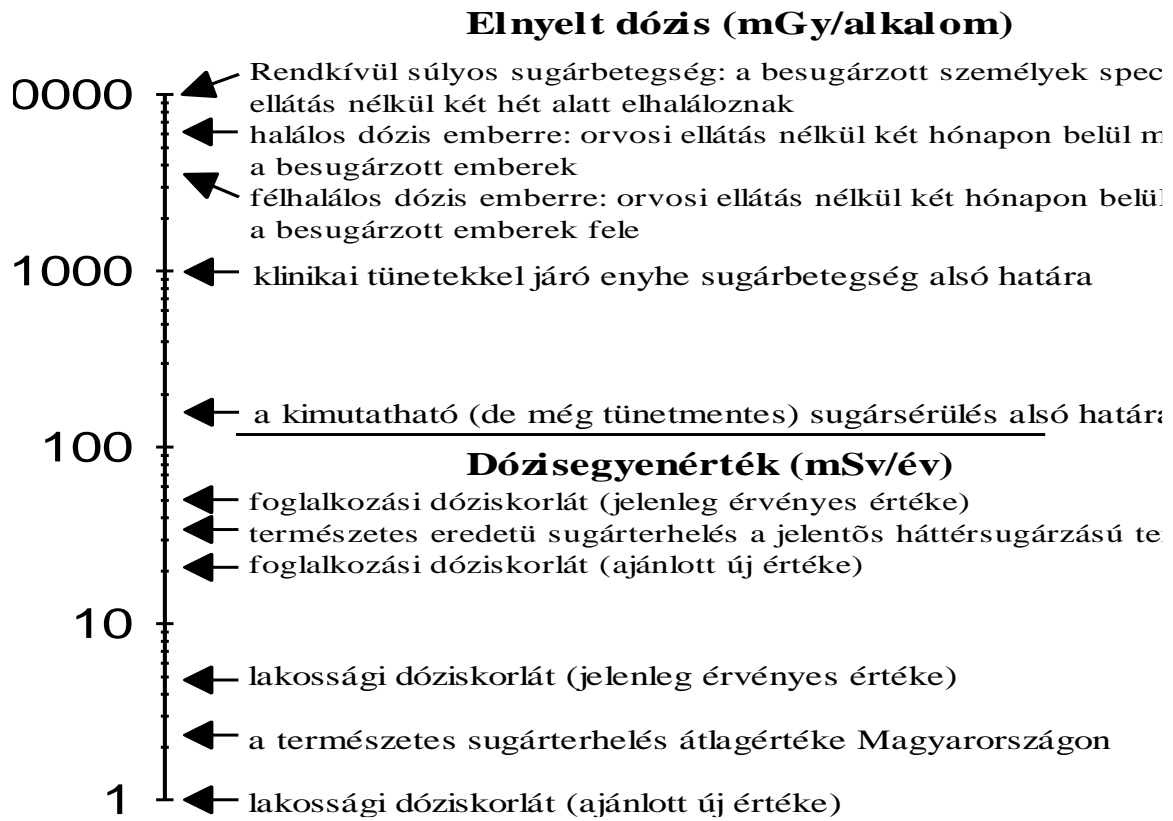 Elnyelt dózis (mGy/alkalom)
0000
Rendkívül súlyos sugárbetegség: a besugárzott személyek spec
ellátás nélkül két hét alatt elhaláloznak
halálos dózis emberre: orvosi ellátás nélkül két hónapon belül m
a besugárzott emberek
félhalálos dózis emberre: orvosi ellátás nélkül két hónapon belül
a besugárzott emberek fele
1000
klinikai tünetekkel járó enyhe sugárbetegség alsó határa
a kimutatható (de még tünetmentes) sugársérülés alsó határa
100
Dózisegyenérték (mSv/év)
foglalkozási dóziskorlát (jelenleg érvényes értéke)
természetes eredetü sugárterhelés a jelentõs háttérsugárzású te
foglalkozási dóziskorlát (ajánlott új értéke)
10
lakossági dóziskorlát (jelenleg érvényes értéke)
a természetes sugárterhelés átlagértéke Magyarországon
1
lakossági dóziskorlát (ajánlott új értéke)